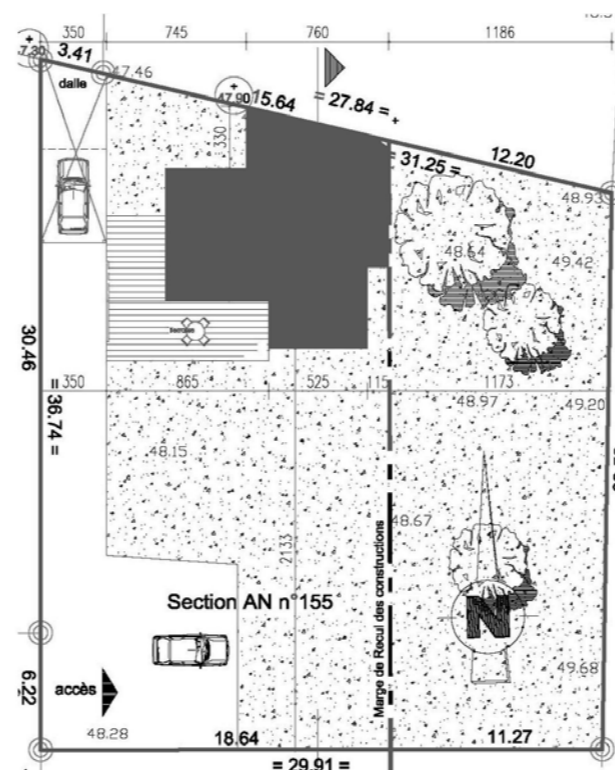 350 745 760 1186
3.41
47.46
dalle
47.90
15.64
= 27.84 =
330
= 31.25 =
12.20
48.93
48.64
49.42
terrasse
30.46
= 36.74 =
350 865 525 115 1173
48.97
49.20
48.15
48.67
2133
Marge de Recul des constructions
Section AN n°155
N
49.68
6.22
accès
48.28
18.64
11.27
= 29.91 =